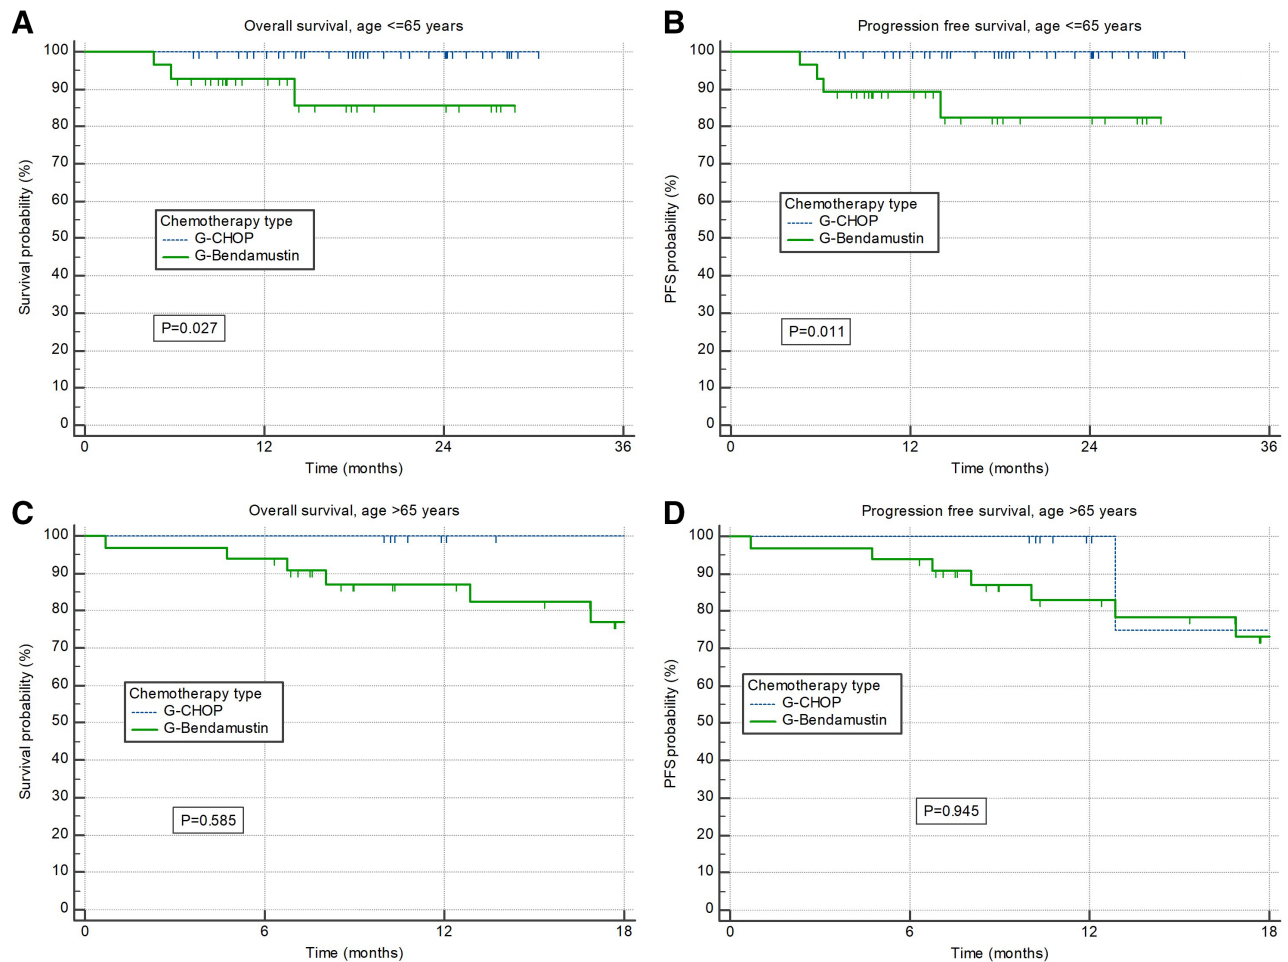 A
Overall survival, age <=65 years
100
90
80
70
60
50
40
30
20
10
0
Survival probability (%)
Chemotherapy type
G-CHOP
G-Bendamustin
P=0.027
0 12 24 36
Time (months)
B
Progression free survival, age <=65 years
100
90
80
70
60
50
40
30
20
10
0
PFS probability (%)
Chemotherapy type
G-CHOP
G-Bendamustin
P=0.011
0 12 24 36
Time (months)
C
Overall survival, age >65 years
100
90
80
70
60
50
40
30
20
10
0
Survival probability (%)
Chemotherapy type
G-CHOP
G-Bendamustin
P=0.585
0 6 12 18
Time (months)
D
Progression free survival, age >65 years
100
90
80
70
60
50
40
30
20
10
0
PFS probability (%)
Chemotherapy type
G-CHOP
G-Bendamustin
P=0.945
0 6 12 18
Time (months)